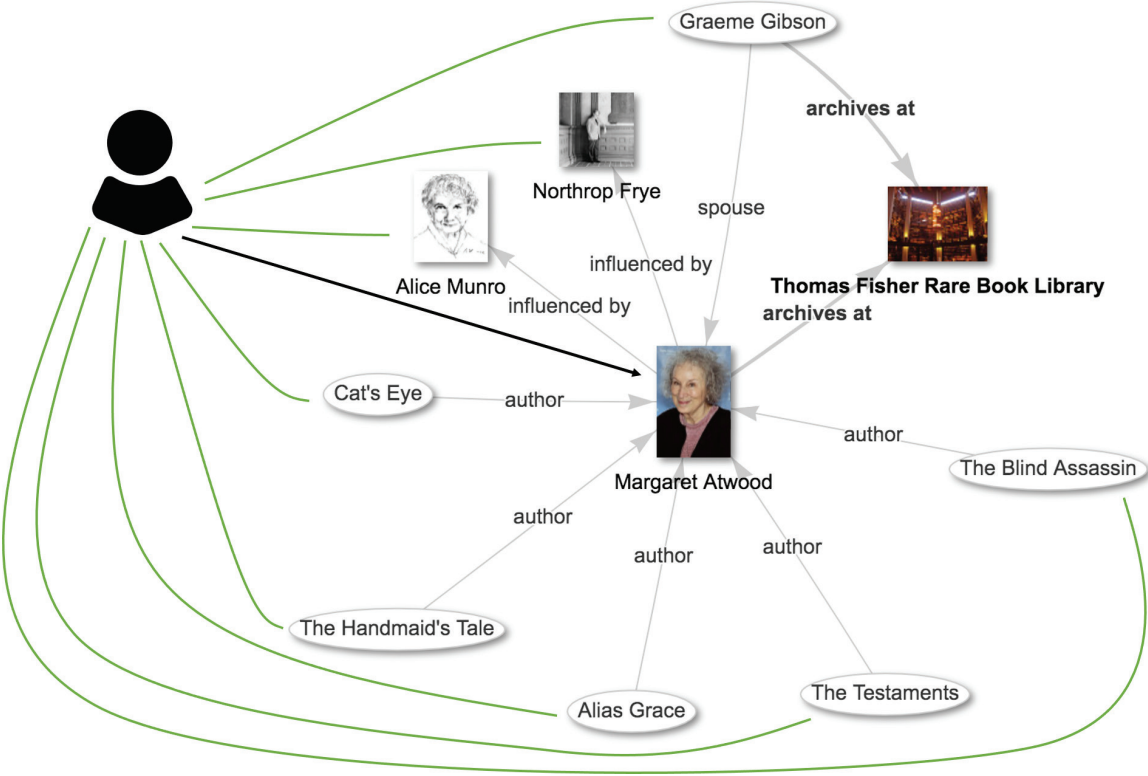 Graeme Gibson
archives at
Northrop Frye
spouse
influenced by
Alice Munro
Thomas Fisher Rare Book Library
influenced by
archives at
Cat's Eye
author
author
The Blind Assassin
Margaret Atwood
author
author
author
The Handmaid's Tale
The Testaments
Alias Grace